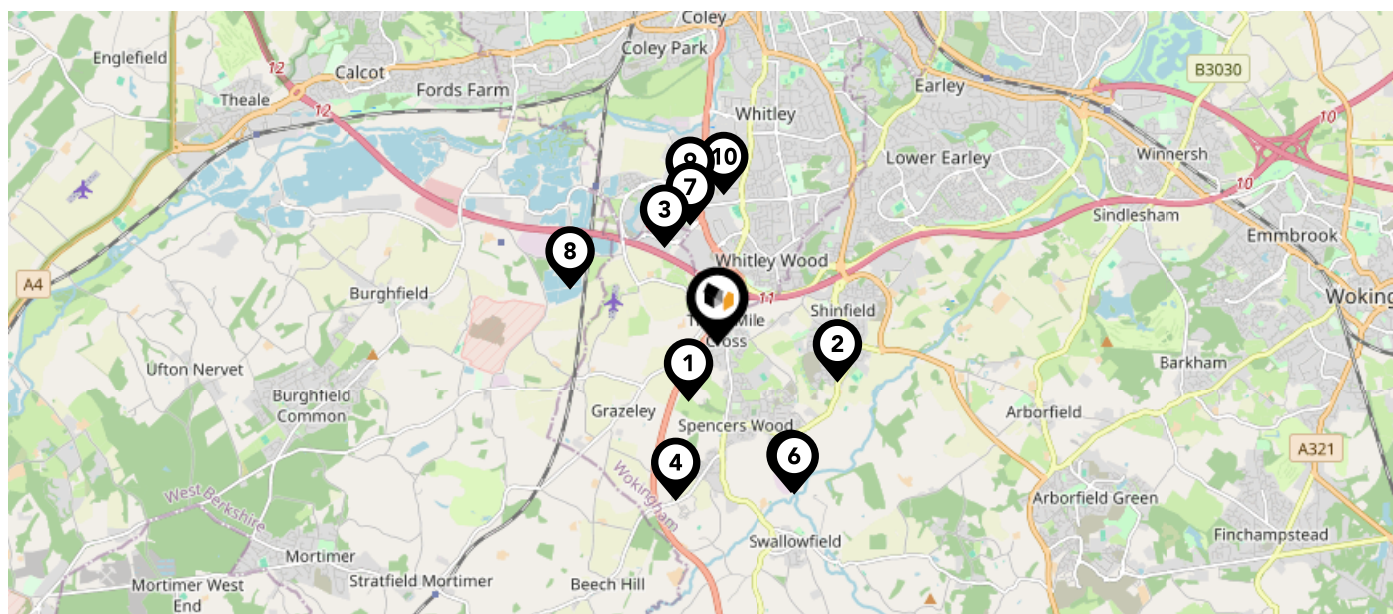 Coley
Coley Park
Englefield
12
Calcot
Fords Farm
Theale
12
Earley
B3030
Whitley
10
9
10
Lower Earley
Winnersh
7
10
3
Sindlesham
Emmbrook
8
Whitley Wood
A4
Burghfield
11
Woking
Shinfield
Mile
Cross
2
1
Barkham
Ufton Nervet
Burghfield
Common
Grazeley
Arborfield
Spencers Wood
A321
4
6
Wokingham
West Berkshire
Arborfield Green
Finchampstead
Swallowfield
Mortimer
Stratfield Mortimer
Beech Hill
Mortimer West
End